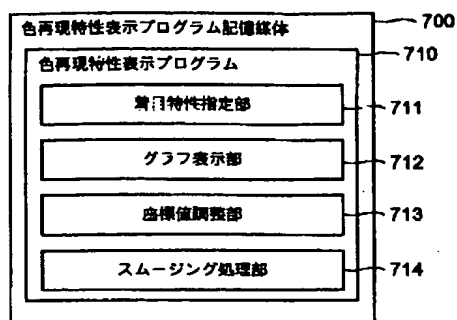 色再現特性表示プログラム記憶媒体
700
色再現特性表示プログラム
710
着目特性指定部
711
グラフ表示部
712
座標値調整部
713
スムージング処理部
714